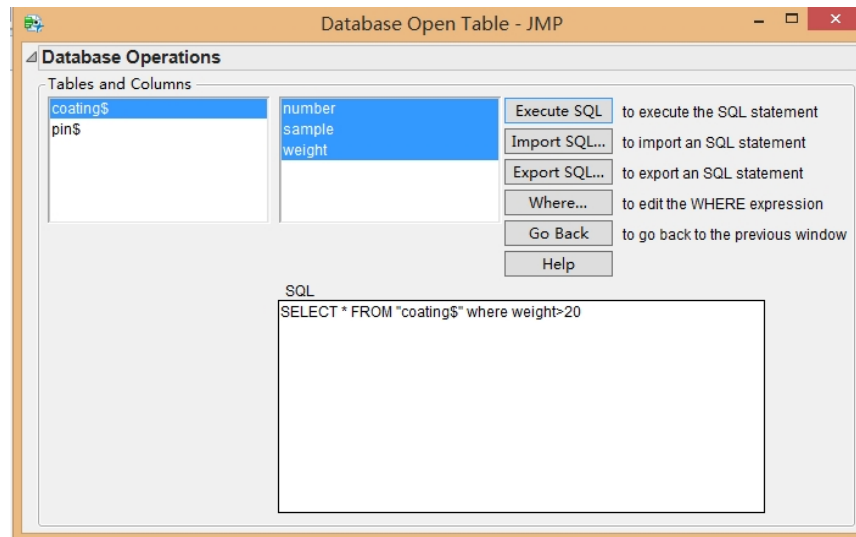 Database Open Table - JMP
Database Operations
Tables and Columns
coating$
pin$
number
sample
weight
Execute SQL to execute the SQL statement
Import SQL... to import an SQL statement
Export SQL... to export an SQL statement
Where... to edit the WHERE expression
Go Back to go back to the previous window
Help
SQL
SELECT * FROM "coating$" where weight>20